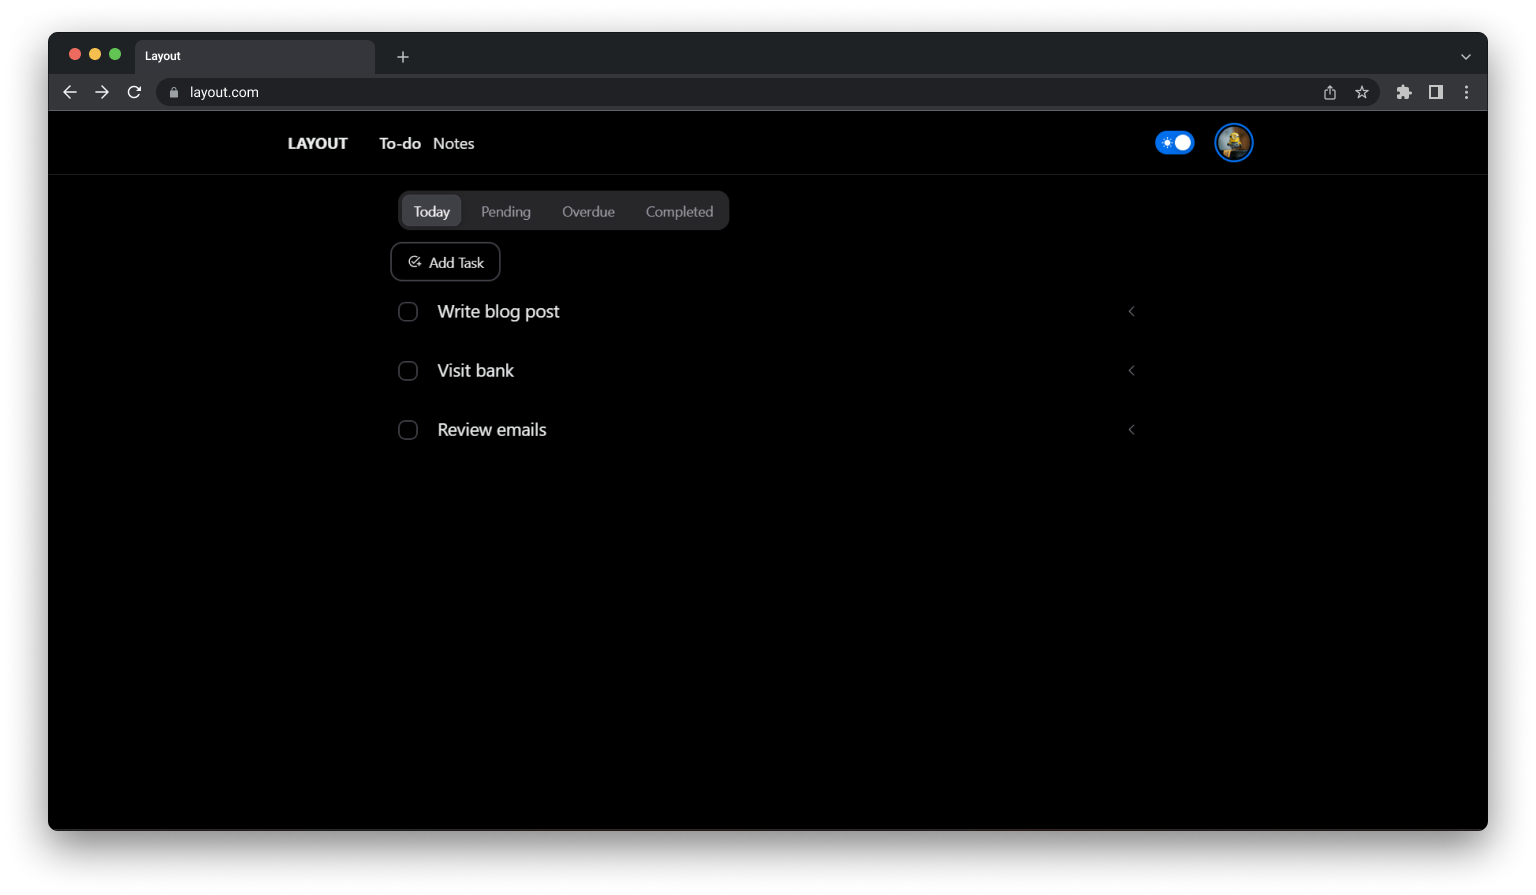 Layout
layout.com
LAYOUT To-do Notes
Today Pending Overdue Completed
Add Task
Write blog post
Visit bank
Review emails